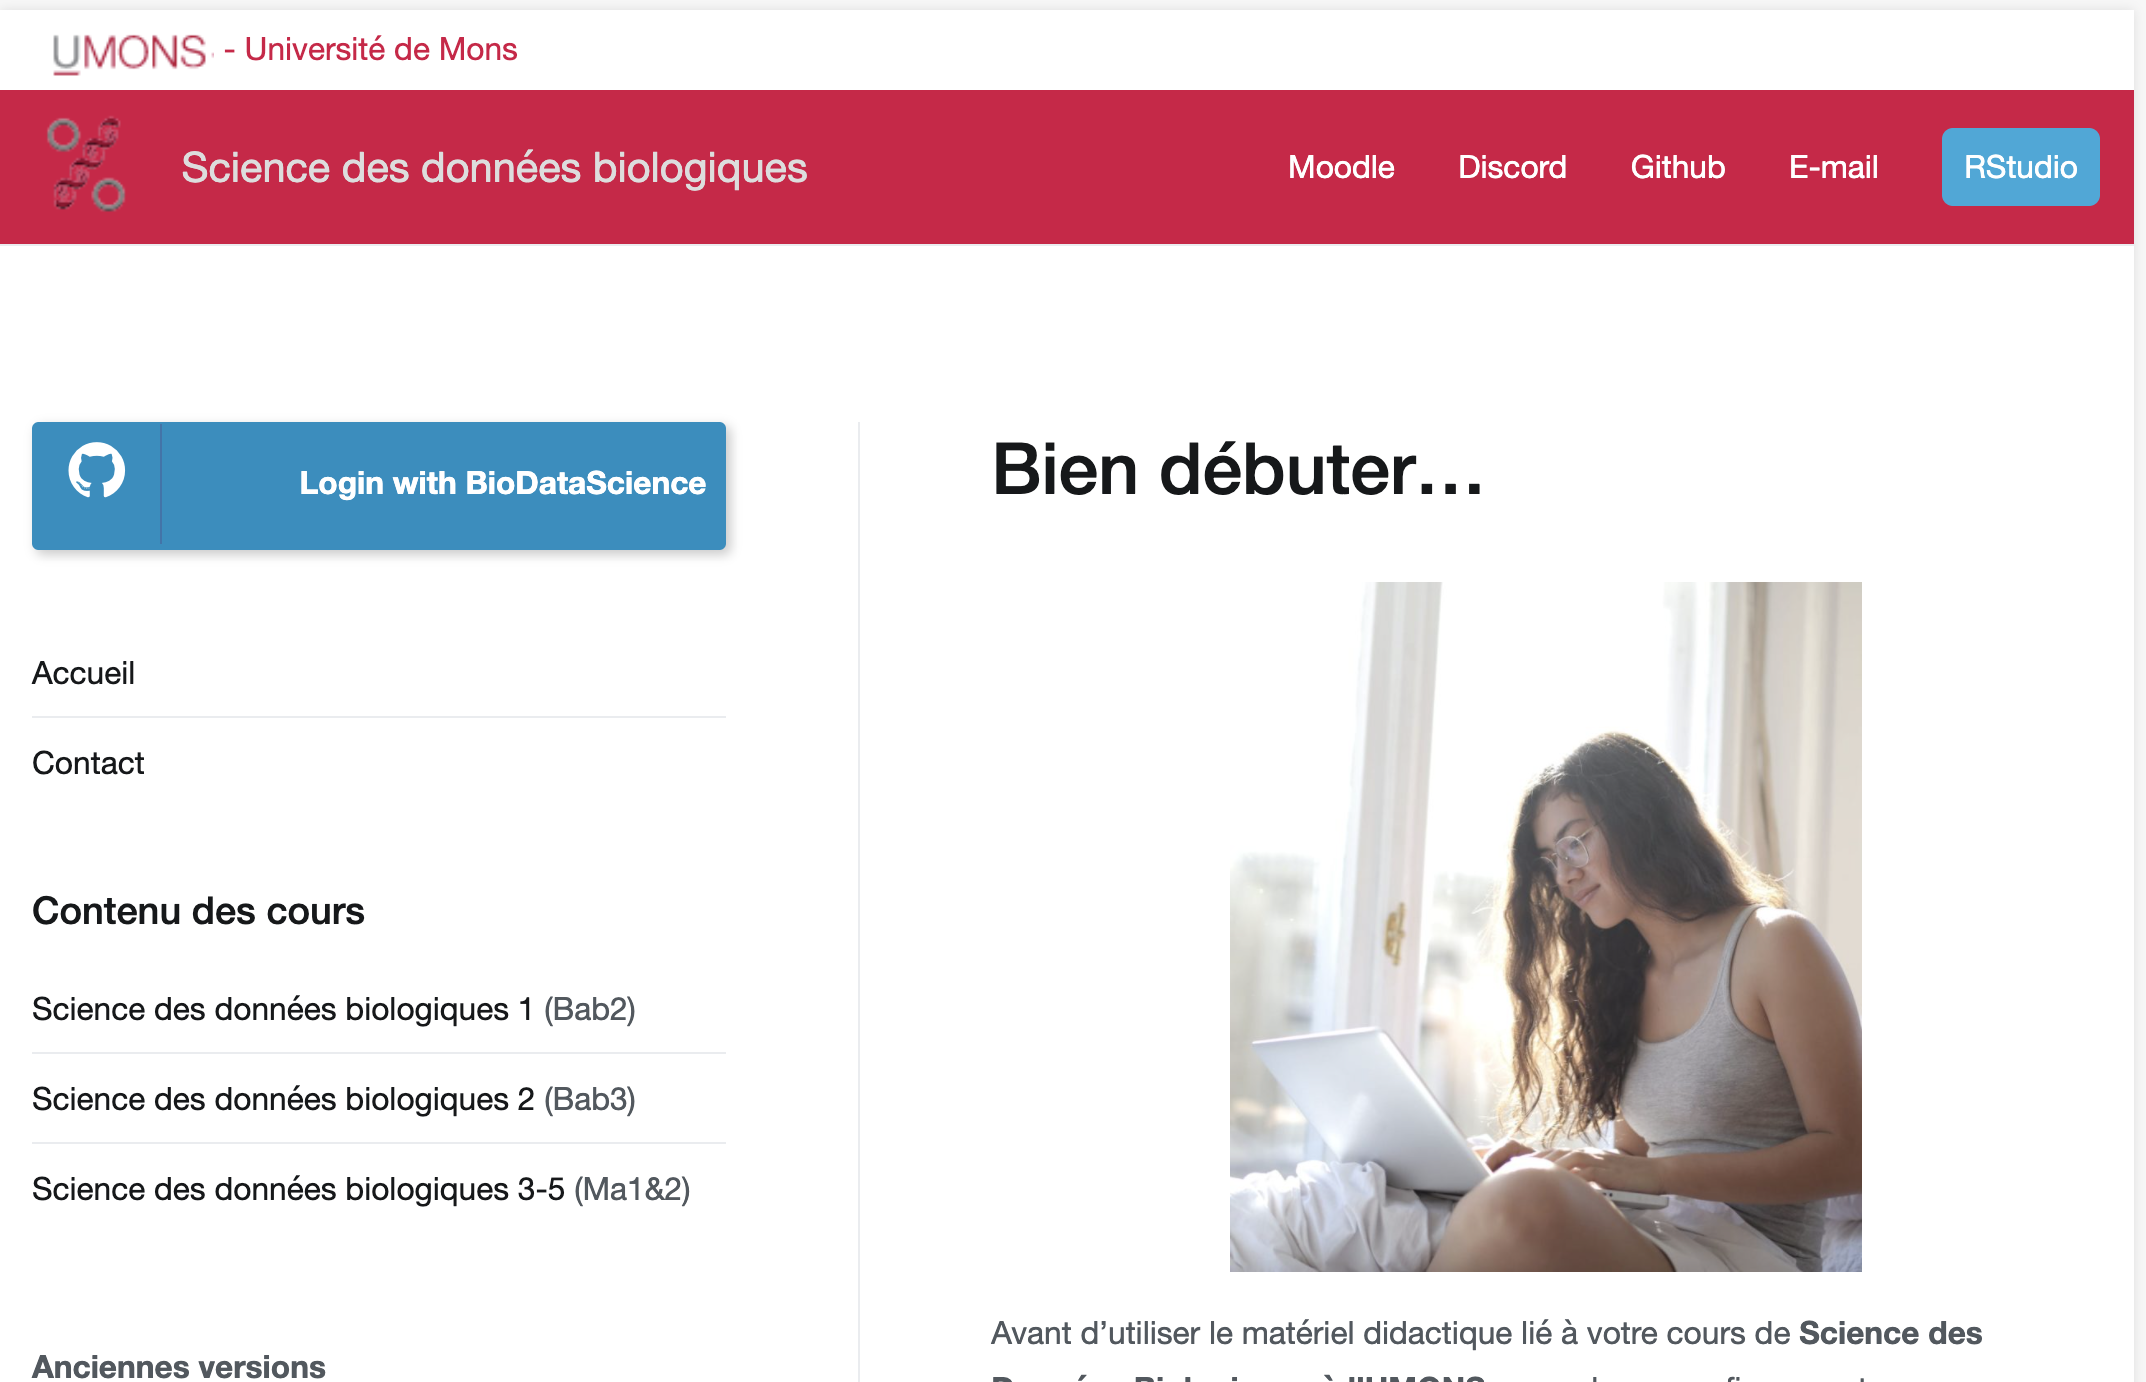 UMONS - Université de Mons
Science des données biologiques
Moodle
Discord
Github
E-mail
RStudio
Login with BioDataScience
Accueil
Contact
Contenu des cours
Science des données biologiques 1 (Bab2)
Science des données biologiques 2 (Bab3)
Science des données biologiques 3-5 (Ma1&2)
Anciennes versions
Bien débuter…
Avant d’utiliser le matériel didactique lié à votre cours de Science des